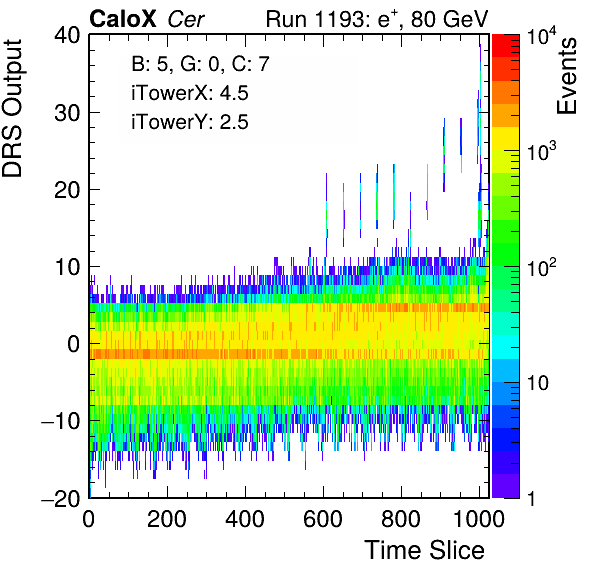 CaloX Cer Run 1193: e+, 80 GeV
DRS Output
40
30
20
10
0
−10
−20
B: 5, G: 0, C: 7
iTowerX: 4.5
iTowerY: 2.5
0 200 400 600 800 1000
Time Slice
10^4
10^3
10^2
10
1
Events